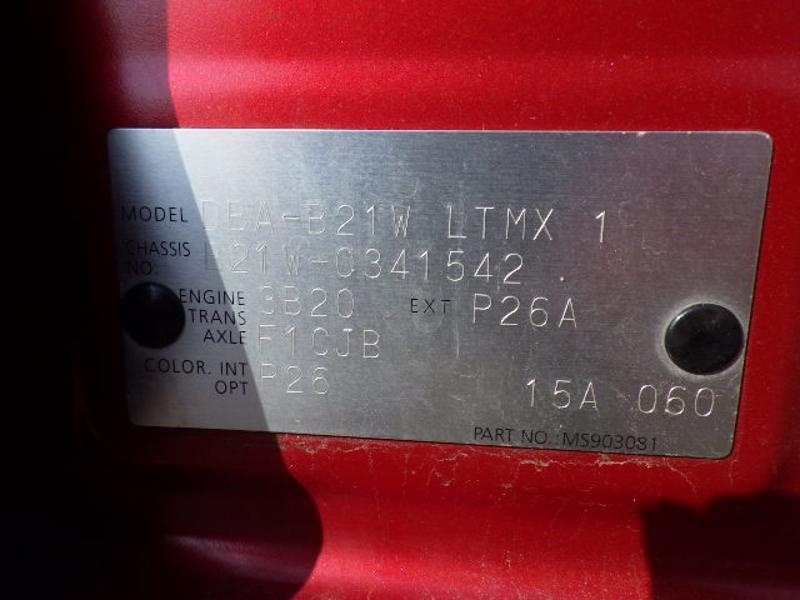 MODEL DBA-B21W LTMX 1
CHASSIS NO. B21W-0341542
ENGINE 3B20 EXT P26A
TRANS AXLE F1CJB
COLOR. INT OPT P26 15A 060
PART NO.: MS903081